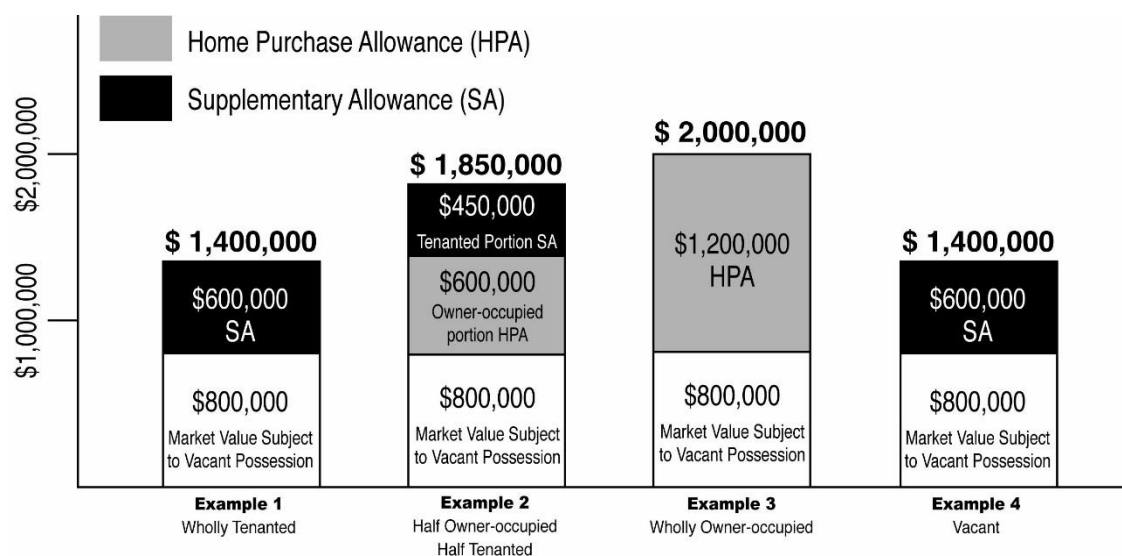 Home Purchase Allowance (HPA)
Supplementary Allowance (SA)
$2,000,000
$1,000,000
$ 1,400,000
$600,000
SA
$800,000
Market Value Subject
to Vacant Possession
Example 1
Wholly Tenanted
$ 1,850,000
$450,000
Tenanted Portion SA
$600,000
Owner-occupied
portion HPA
$800,000
Market Value Subject
to Vacant Possession
Example 2
Half Owner-occupied
Half Tenanted
$ 2,000,000
$1,200,000
HPA
$800,000
Market Value Subject
to Vacant Possession
Example 3
Wholly Owner-occupied
$ 1,400,000
$600,000
SA
$800,000
Market Value Subject
to Vacant Possession
Example 4
Vacant